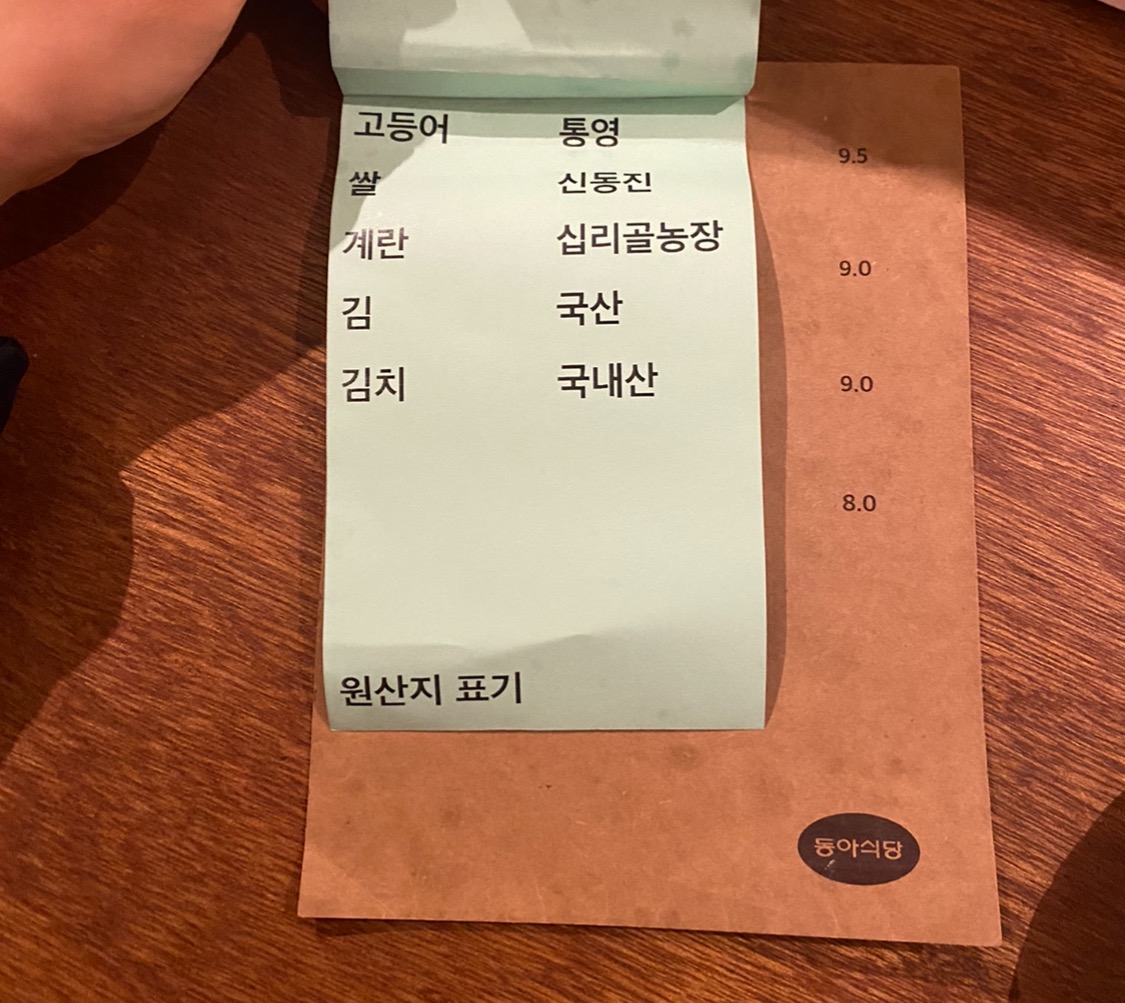 고등어 통영
9.5
쌀 신동진
계란 십리골농장
9.0
김 국산
김치 국내산
9.0
8.0
원산지 표기
동아식당